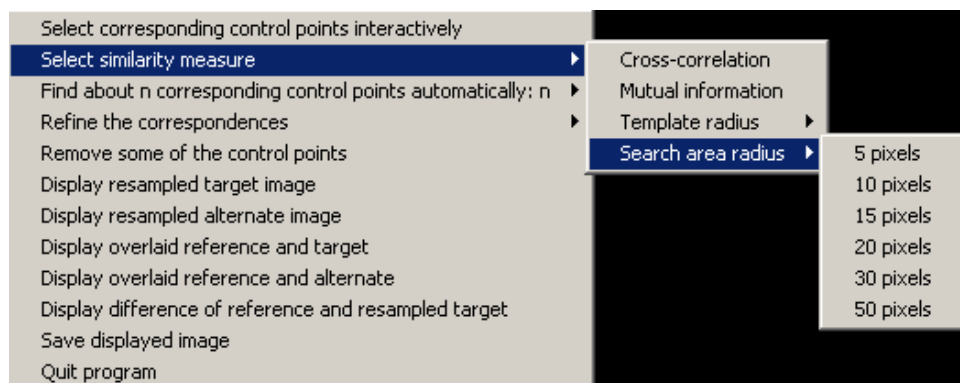 Select corresponding control points interactively
Select similarity measure
Find about n corresponding control points automatically: n
Refine the correspondences
Remove some of the control points
Display resampled target image
Display resampled alternate image
Display overlaid reference and target
Display overlaid reference and alternate
Display difference of reference and resampled target
Save displayed image
Quit program
Cross-correlation
Mutual information
Template radius
Search area radius
5 pixels
10 pixels
15 pixels
20 pixels
30 pixels
50 pixels